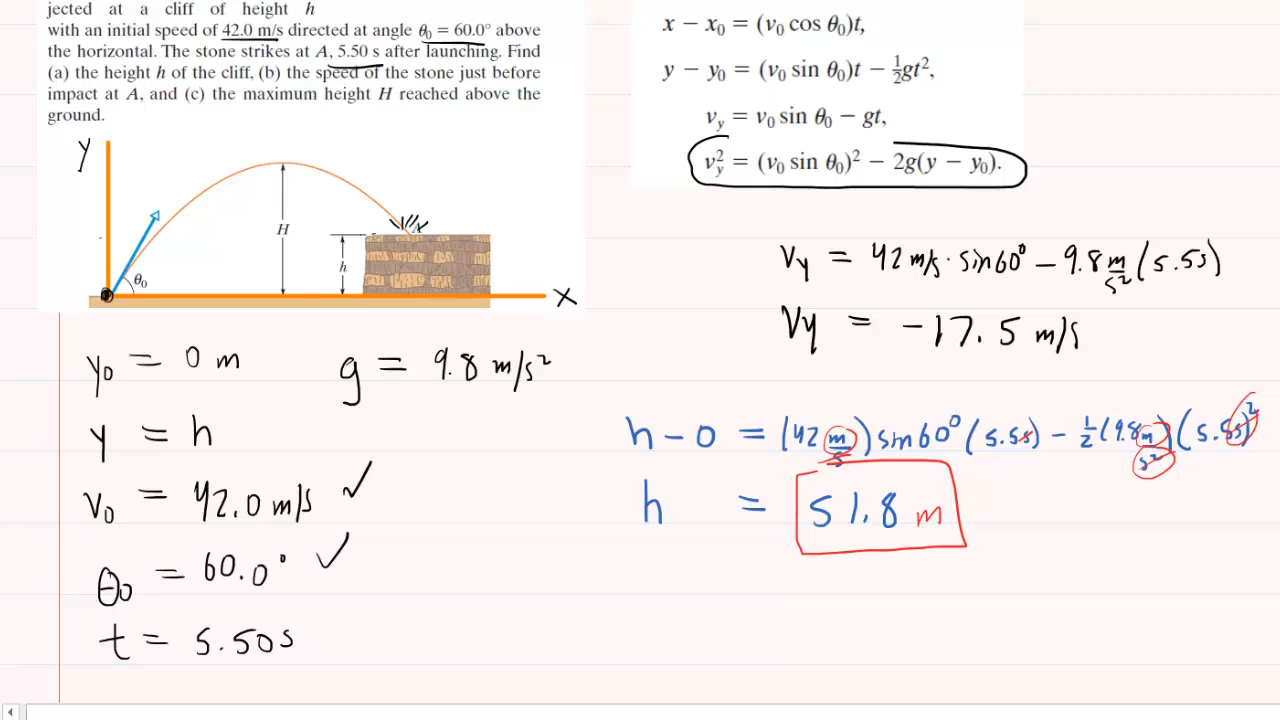 jected at a cliff of height h
with an initial speed of 42.0 m/s directed at angle θ₀ = 60.0° above
the horizontal. The stone strikes at A, 5.50 s after launching. Find
(a) the height h of the cliff, (b) the speed of the stone just before
impact at A, and (c) the maximum height H reached above the
ground.
x − x₀ = (v₀ cos θ₀)t,
y − y₀ = (v₀ sin θ₀)t − ½gt²,
v_y = v₀ sin θ₀ − gt,
v_y² = (v₀ sin θ₀)² − 2g(y − y₀).
y
A
H
h
θ₀
x
y₀ = 0 m
g = 9.8 m/s²
y = h
v₀ = 42.0 m/s ✓
θ₀ = 60.0° ✓
t = 5.50s
Vy = 42 m/s · sin60° − 9.8 m/s² (5.5s)
Vy = −17.5 m/s
h − 0 = (42 m/s) sin60° (5.5s) − ½ (9.8 m/s²) (5.5s)²
h = 51.8 m